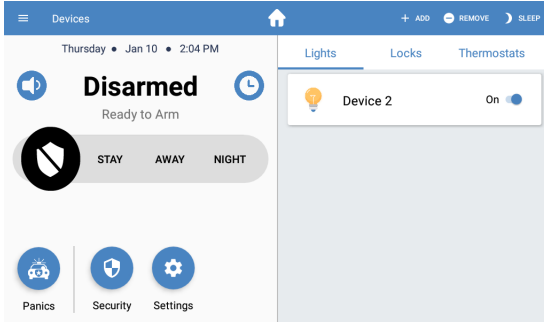 Devices
+ ADD
REMOVE
SLEEP
Thursday ● Jan 10 ● 2:04 PM
Disarmed
Ready to Arm
STAY AWAY NIGHT
Panics
Security
Settings
Lights
Locks
Thermostats
Device 2
On